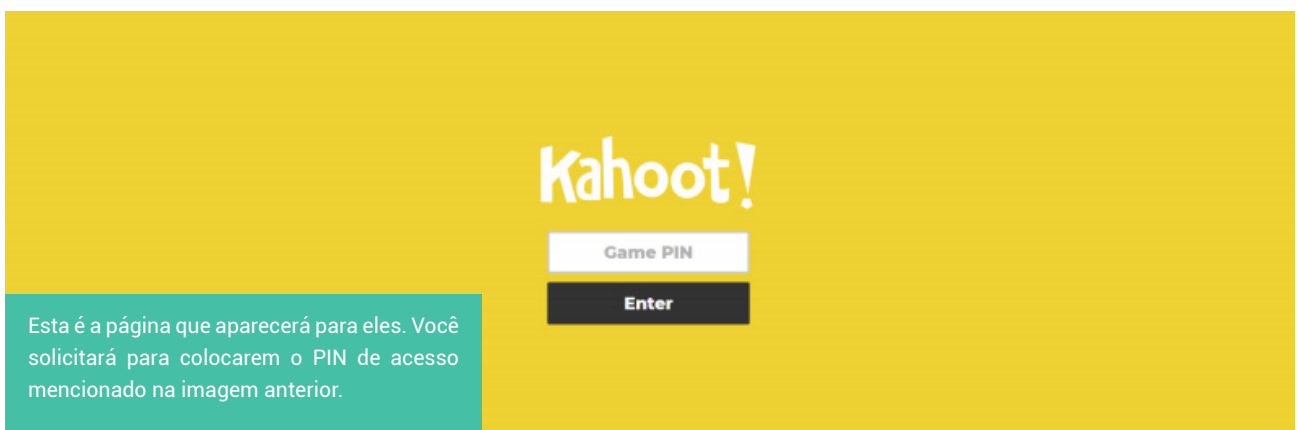 Kahoot!
Game PIN
Enter
Esta é a página que aparecerá para eles. Você
solicitará para colocarem o PIN de acesso
mencionado na imagem anterior.